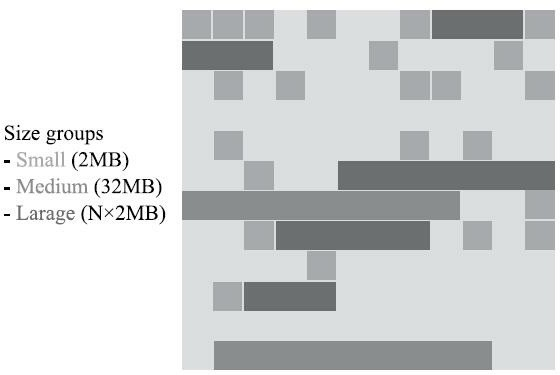 Size groups
- Small (2MB)
- Medium (32MB)
- Larage (N×2MB)